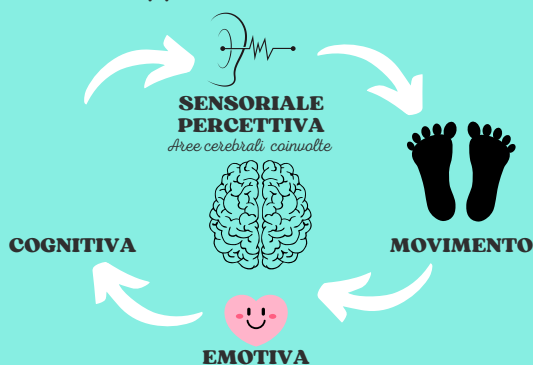 SENSORIALE
PERCETTIVA
Aree cerebrali coinvolte
COGNITIVA
MOVIMENTO
EMOTIVA